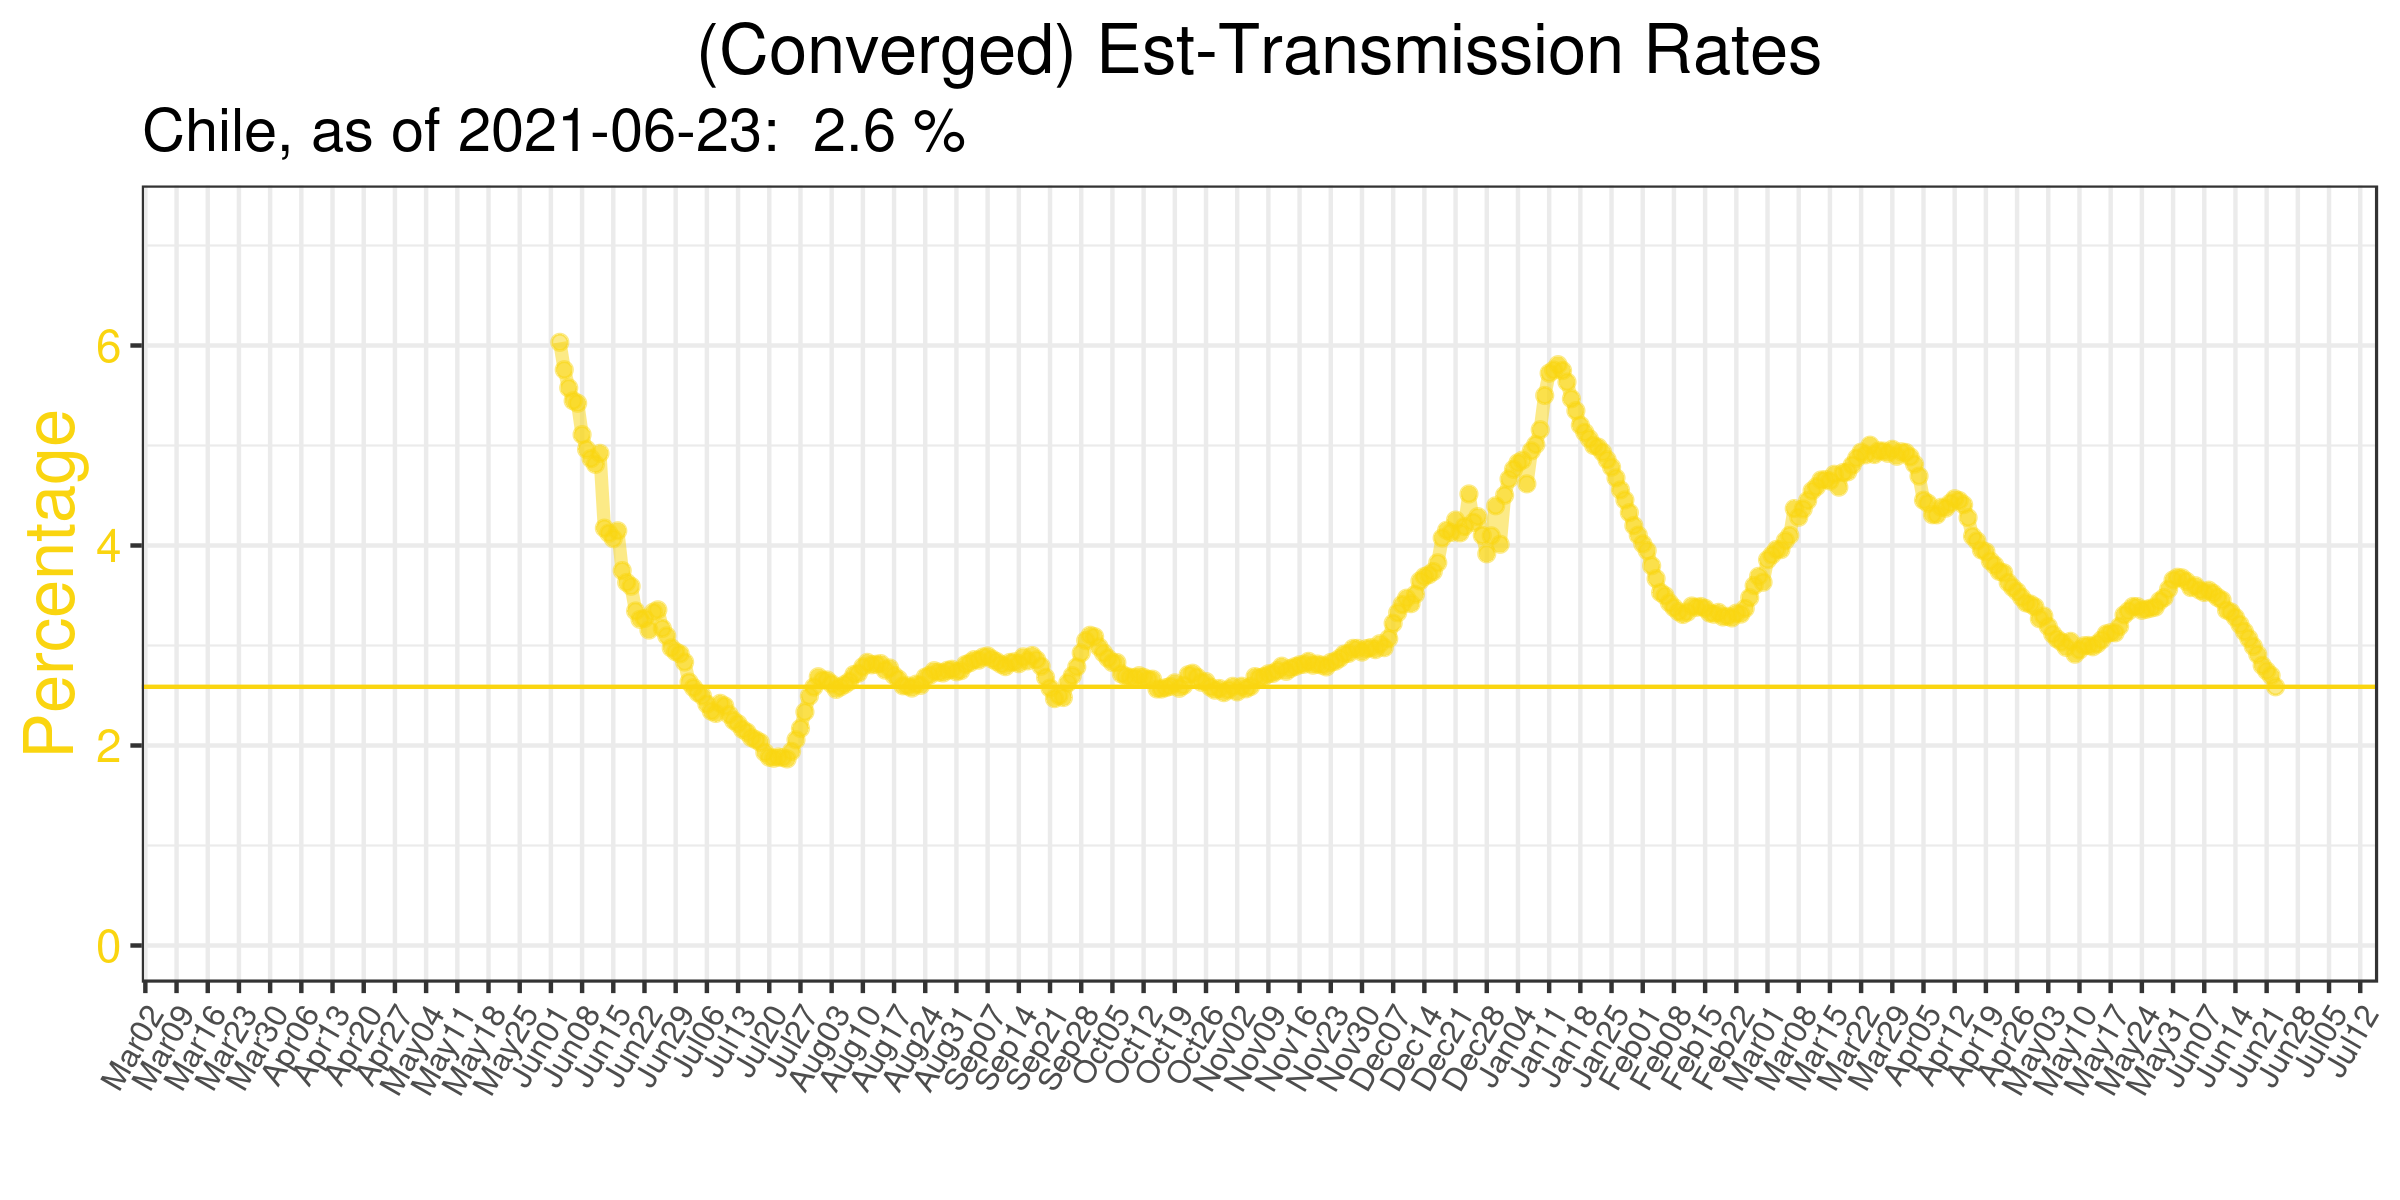 (Converged) Est-Transmission Rates
Chile, as of 2021-06-23:  2.6 %
Percentage
6
4
2
0
Mar02
Mar09
Mar16
Mar23
Mar30
Apr06
Apr13
Apr20
Apr27
May04
May11
May18
May25
Jun01
Jun08
Jun15
Jun22
Jun29
Jul06
Jul13
Jul20
Jul27
Aug03
Aug10
Aug17
Aug24
Aug31
Sep07
Sep14
Sep21
Sep28
Oct05
Oct12
Oct19
Oct26
Nov02
Nov09
Nov16
Nov23
Nov30
Dec07
Dec14
Dec21
Dec28
Jan04
Jan11
Jan18
Jan25
Feb01
Feb08
Feb15
Feb22
Mar01
Mar08
Mar15
Mar22
Mar29
Apr05
Apr12
Apr19
Apr26
May03
May10
May17
May24
May31
Jun07
Jun14
Jun21
Jun28
Jul05
Jul12